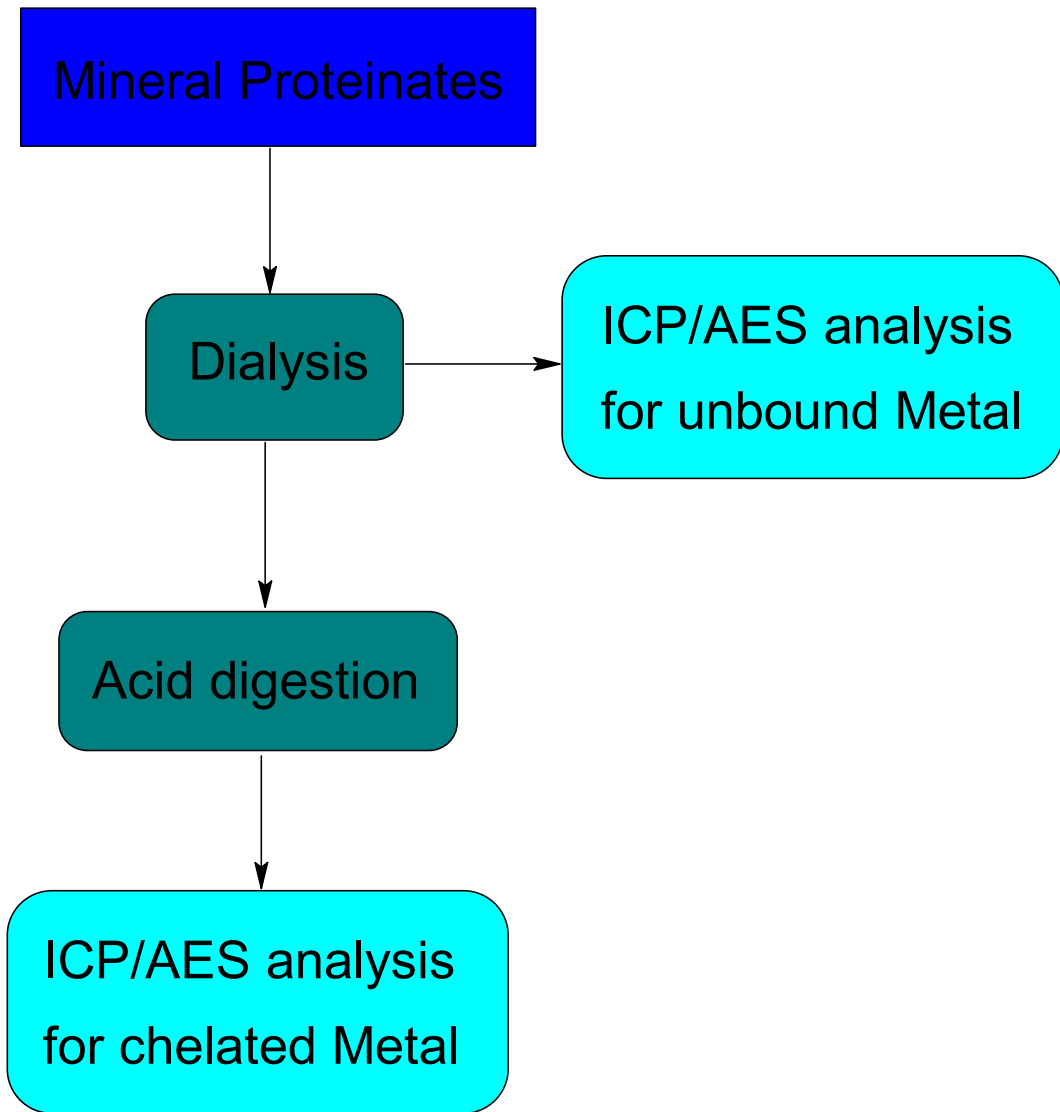 Mineral Proteinates
Dialysis
ICP/AES analysis
for unbound Metal
Acid digestion
ICP/AES analysis
for chelated Metal